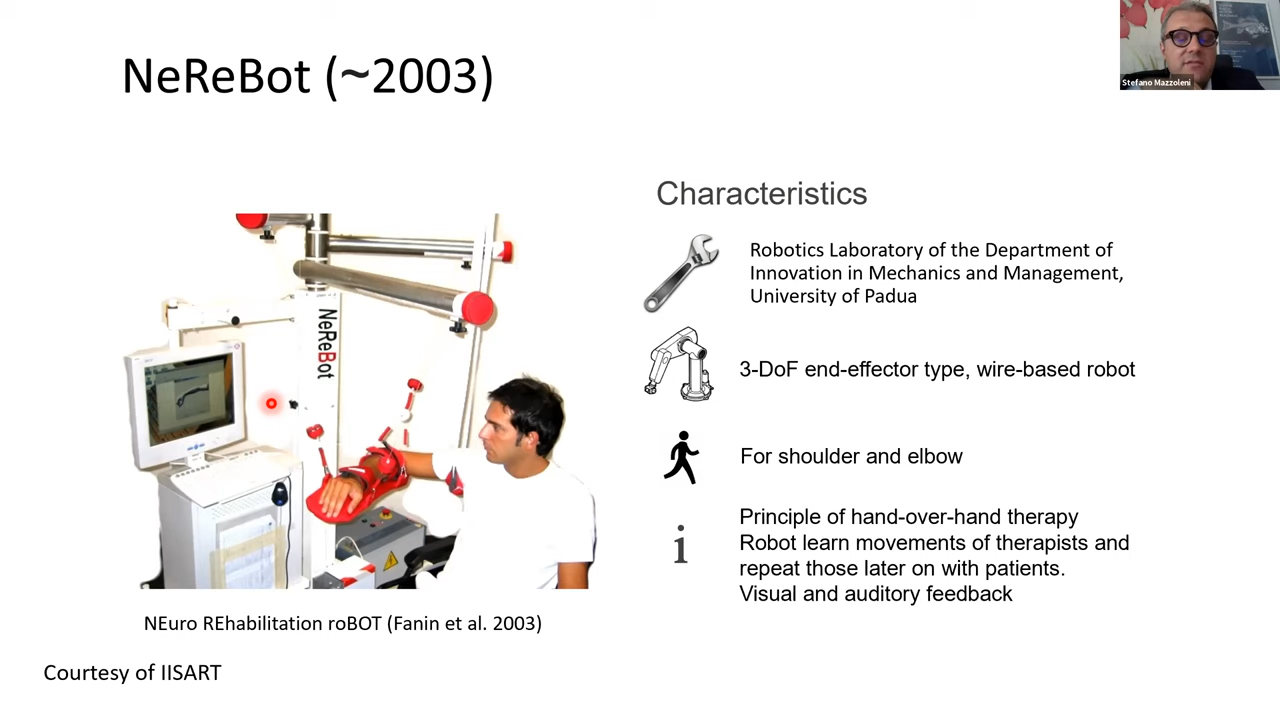 NeReBot (~2003)
Stefano Mazzoleni
Characteristics
Robotics Laboratory of the Department of
Innovation in Mechanics and Management,
University of Padua
3-DoF end-effector type, wire-based robot
For shoulder and elbow
Principle of hand-over-hand therapy
Robot learn movements of therapists and
repeat those later on with patients.
Visual and auditory feedback
NeReBot
NEuro REhabilitation roBOT (Fanin et al. 2003)
Courtesy of IISART